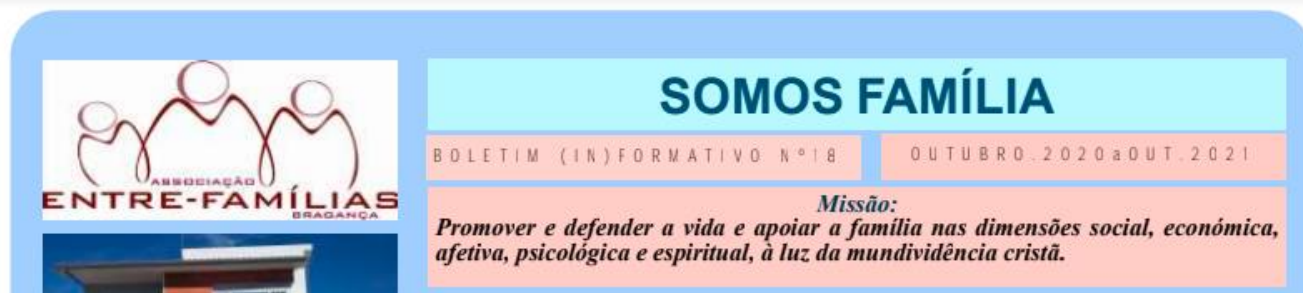 ASSOCIAÇÃO
ENTRE-FAMÍLIAS
BRAGANÇA
SOMOS FAMÍLIA
BOLETIM (IN)FORMATIVO Nº18
OUTUBRO.2020aOUT.2021
Missão:
Promover e defender a vida e apoiar a família nas dimensões social, económica,
afetiva, psicológica e espiritual, à luz da mundividência cristã.